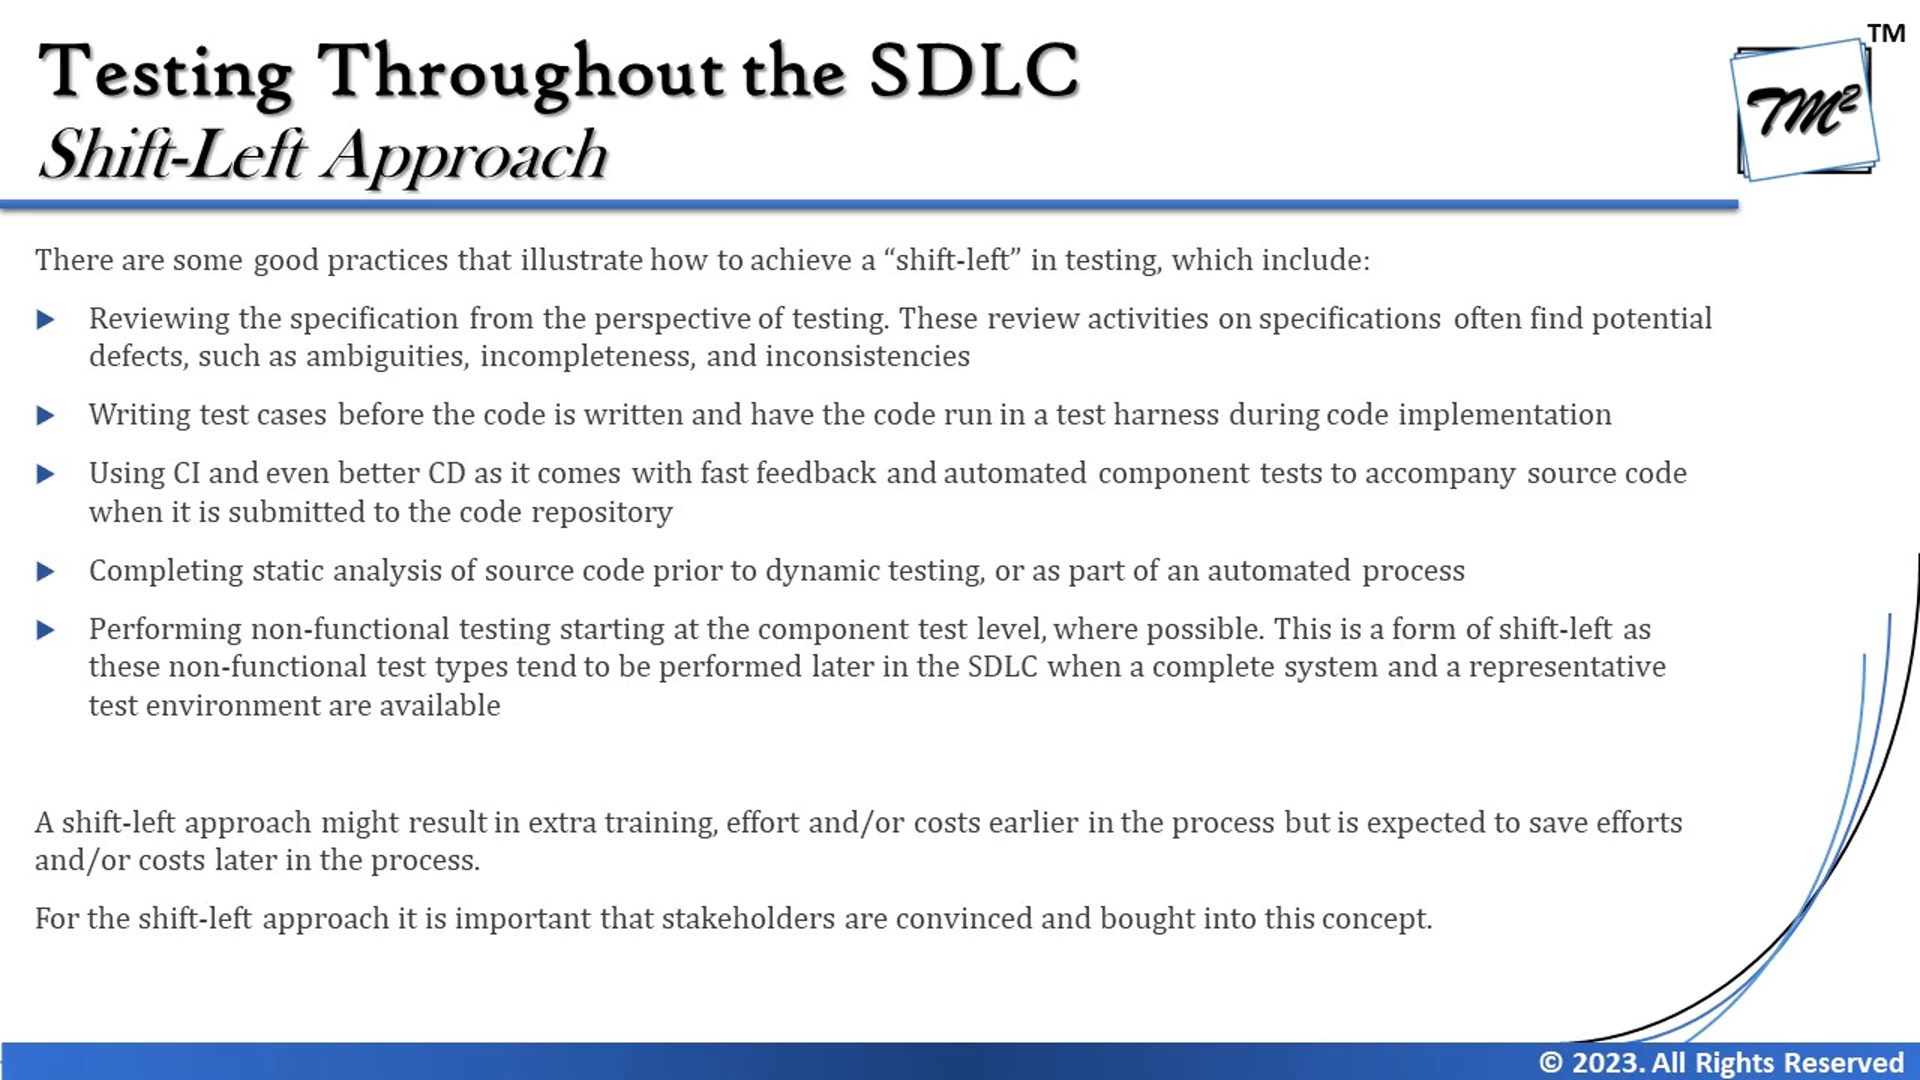 Testing Throughout the SDLC
TM
TM²
Shift-Left Approach
There are some good practices that illustrate how to achieve a “shift-left” in testing, which include:
Reviewing the specification from the perspective of testing. These review activities on specifications often find potential
defects, such as ambiguities, incompleteness, and inconsistencies
Writing test cases before the code is written and have the code run in a test harness during code implementation
Using CI and even better CD as it comes with fast feedback and automated component tests to accompany source code
when it is submitted to the code repository
Completing static analysis of source code prior to dynamic testing, or as part of an automated process
Performing non-functional testing starting at the component test level, where possible. This is a form of shift-left as
these non-functional test types tend to be performed later in the SDLC when a complete system and a representative
test environment are available
A shift-left approach might result in extra training, effort and/or costs earlier in the process but is expected to save efforts
and/or costs later in the process.
For the shift-left approach it is important that stakeholders are convinced and bought into this concept.
© 2023. All Rights Reserved